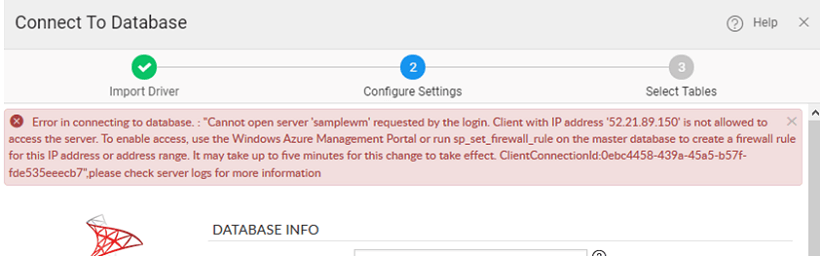 Connect To Database
Help
2
3
Import Driver
Configure Settings
Select Tables
Error in connecting to database. : "Cannot open server 'samplewm' requested by the login. Client with IP address '52.21.89.150' is not allowed to
access the server. To enable access, use the Windows Azure Management Portal or run sp_set_firewall_rule on the master database to create a firewall rule
for this IP address or address range. It may take up to five minutes for this change to take effect. ClientConnectionId:0ebc4458-439a-45a5-b57f-
fde535eeecb7",please check server logs for more information
DATABASE INFO